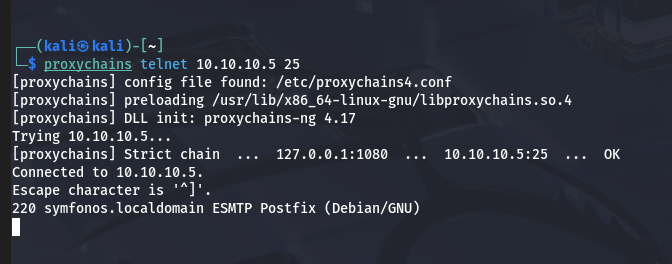 ┌──(kali㉿kali)-[~]
└─$ proxychains telnet 10.10.10.5 25
[proxychains] config file found: /etc/proxychains4.conf
[proxychains] preloading /usr/lib/x86_64-linux-gnu/libproxychains.so.4
[proxychains] DLL init: proxychains-ng 4.17
Trying 10.10.10.5...
[proxychains] Strict chain  ...  127.0.0.1:1080  ...  10.10.10.5:25  ...  OK
Connected to 10.10.10.5.
Escape character is '^]'.
220 symfonos.localdomain ESMTP Postfix (Debian/GNU)